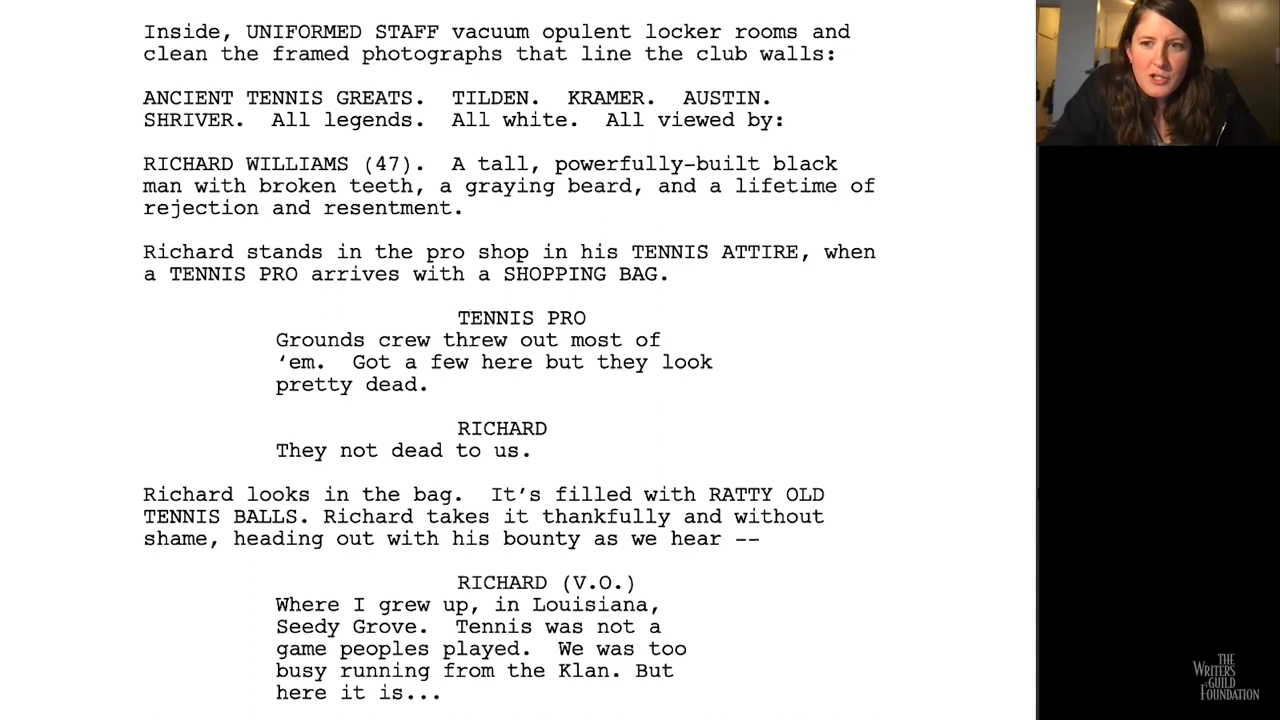 Inside, UNIFORMED STAFF vacuum opulent locker rooms and
clean the framed photographs that line the club walls:
ANCIENT TENNIS GREATS. TILDEN. KRAMER. AUSTIN.
SHRIVER. All legends. All white. All viewed by:
RICHARD WILLIAMS (47). A tall, powerfully-built black
man with broken teeth, a graying beard, and a lifetime of
rejection and resentment.
Richard stands in the pro shop in his TENNIS ATTIRE, when
a TENNIS PRO arrives with a SHOPPING BAG.
TENNIS PRO
Grounds crew threw out most of
‘em. Got a few here but they look
pretty dead.
RICHARD
They not dead to us.
Richard looks in the bag. It’s filled with RATTY OLD
TENNIS BALLS. Richard takes it thankfully and without
shame, heading out with his bounty as we hear --
RICHARD (V.O.)
Where I grew up, in Louisiana,
Seedy Grove. Tennis was not a
game peoples played. We was too
busy running from the Klan. But
here it is...
THE
WRITERS
GUILD
FOUNDATION